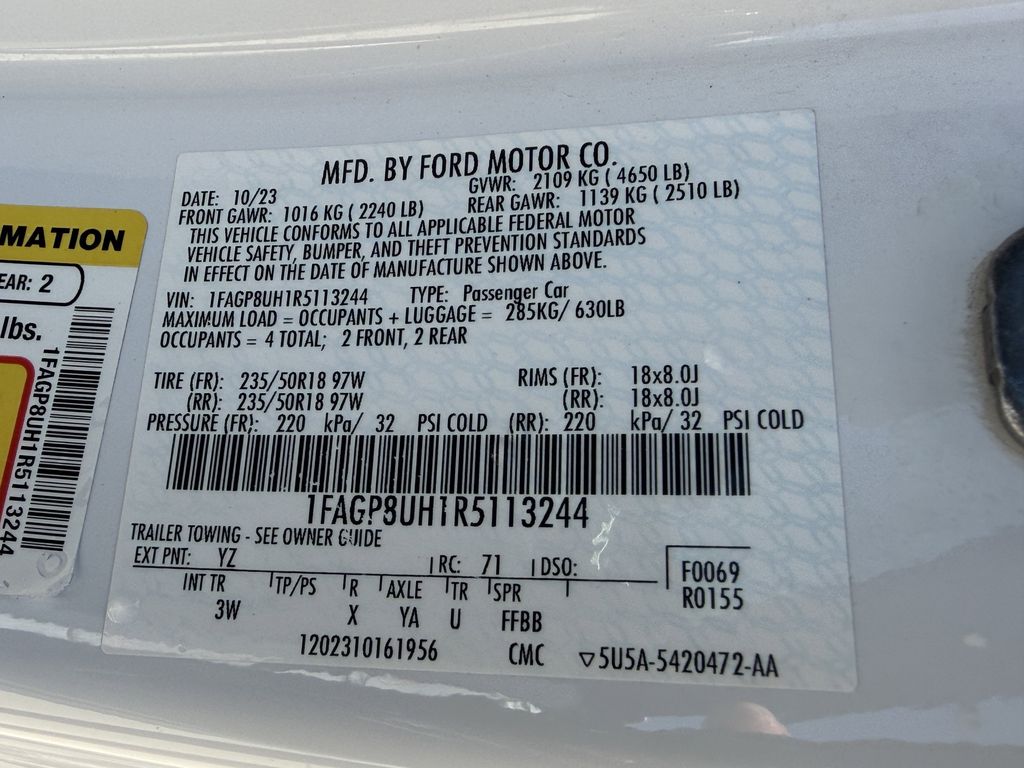 MFD. BY FORD MOTOR CO.
DATE: 10/23 GVWR: 2109 KG ( 4650 LB)
FRONT GAWR: 1016 KG ( 2240 LB) REAR GAWR: 1139 KG ( 2510 LB)
THIS VEHICLE CONFORMS TO ALL APPLICABLE FEDERAL MOTOR
VEHICLE SAFETY, BUMPER, AND THEFT PREVENTION STANDARDS
IN EFFECT ON THE DATE OF MANUFACTURE SHOWN ABOVE.
VIN: 1FAGP8UH1R5113244 TYPE: Passenger Car
MAXIMUM LOAD = OCCUPANTS + LUGGAGE = 285KG/ 630LB
OCCUPANTS = 4 TOTAL; 2 FRONT, 2 REAR
TIRE (FR): 235/50R18 97W RIMS (FR): 18x8.0J
(RR): 235/50R18 97W (RR): 18x8.0J
PRESSURE (FR): 220 kPa/ 32 PSI COLD (RR): 220 kPa/ 32 PSI COLD
1FAGP8UH1R5113244
TRAILER TOWING - SEE OWNER GUIDE
EXT PNT: YZ RC: 71 DSO:
F0069
R0155
INT TR TP/PS R AXLE TR SPR
3W X YA U FFBB
1202310161956 CMC ▽5U5A-5420472-AA
MATION
EAR: 2
lbs.
1FAGP8UH1R5113244